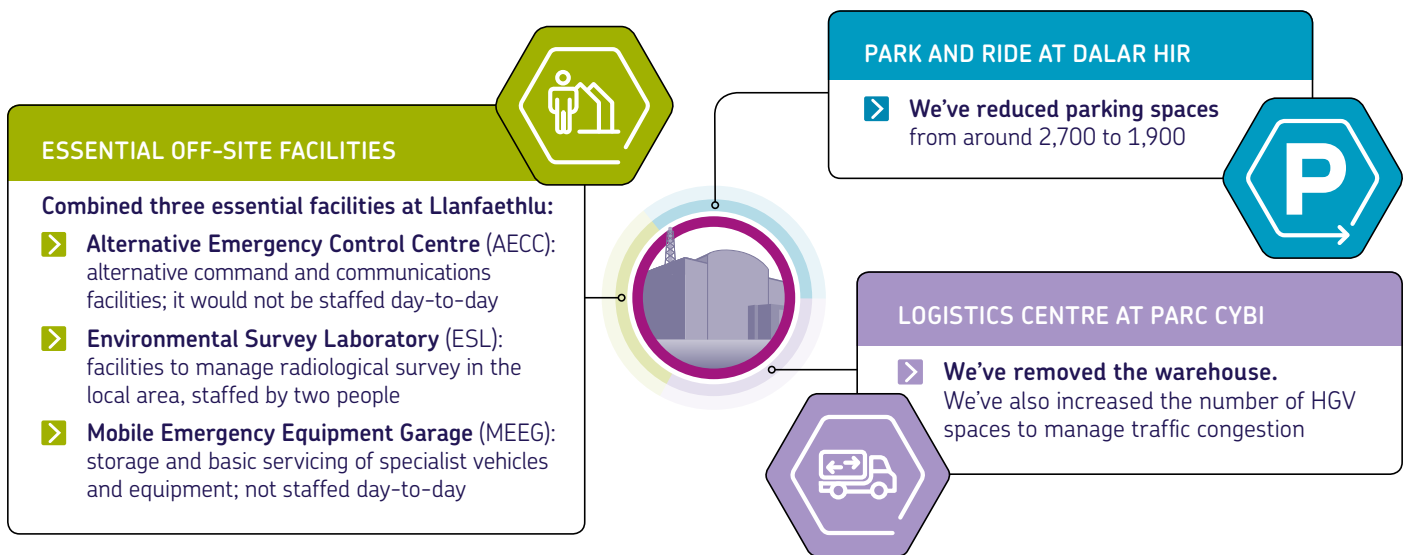 ESSENTIAL OFF-SITE FACILITIES
Combined three essential facilities at Llanfaethlu:
Alternative Emergency Control Centre (AECC):
alternative command and communications
facilities; it would not be staffed day-to-day
Environmental Survey Laboratory (ESL):
facilities to manage radiological survey in the
local area, staffed by two people
Mobile Emergency Equipment Garage (MEEG):
storage and basic servicing of specialist vehicles
and equipment; not staffed day-to-day
PARK AND RIDE AT DALAR HIR
We've reduced parking spaces
from around 2,700 to 1,900
P
LOGISTICS CENTRE AT PARC CYBI
We've removed the warehouse.
We've also increased the number of HGV
spaces to manage traffic congestion